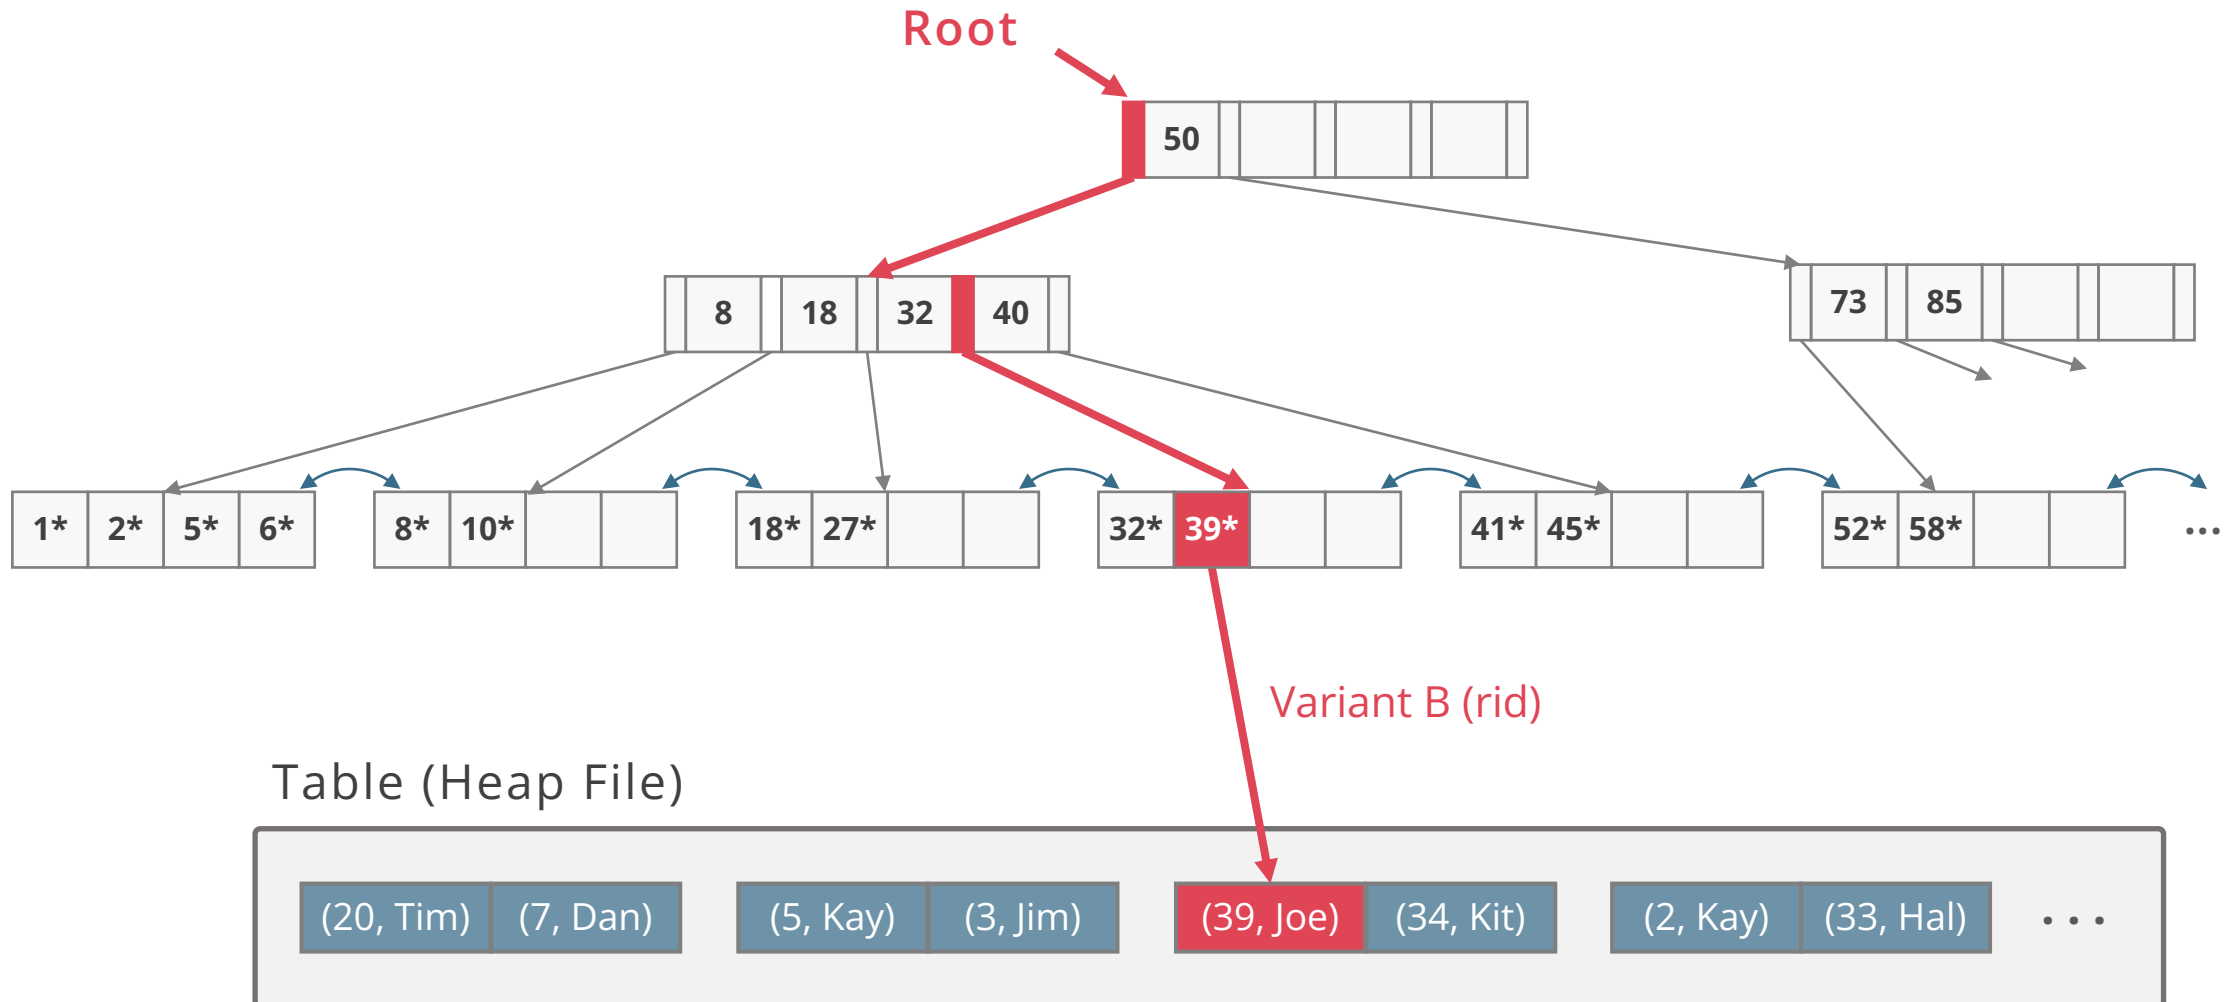 Root
50
8 18 32 40
73 85
1* 2* 5* 6*
8* 10*
18* 27*
32* 39*
41* 45*
52* 58*
...
Variant B (rid)
Table (Heap File)
(20, Tim) (7, Dan)
(5, Kay) (3, Jim)
(39, Joe) (34, Kit)
(2, Kay) (33, Hal)
...